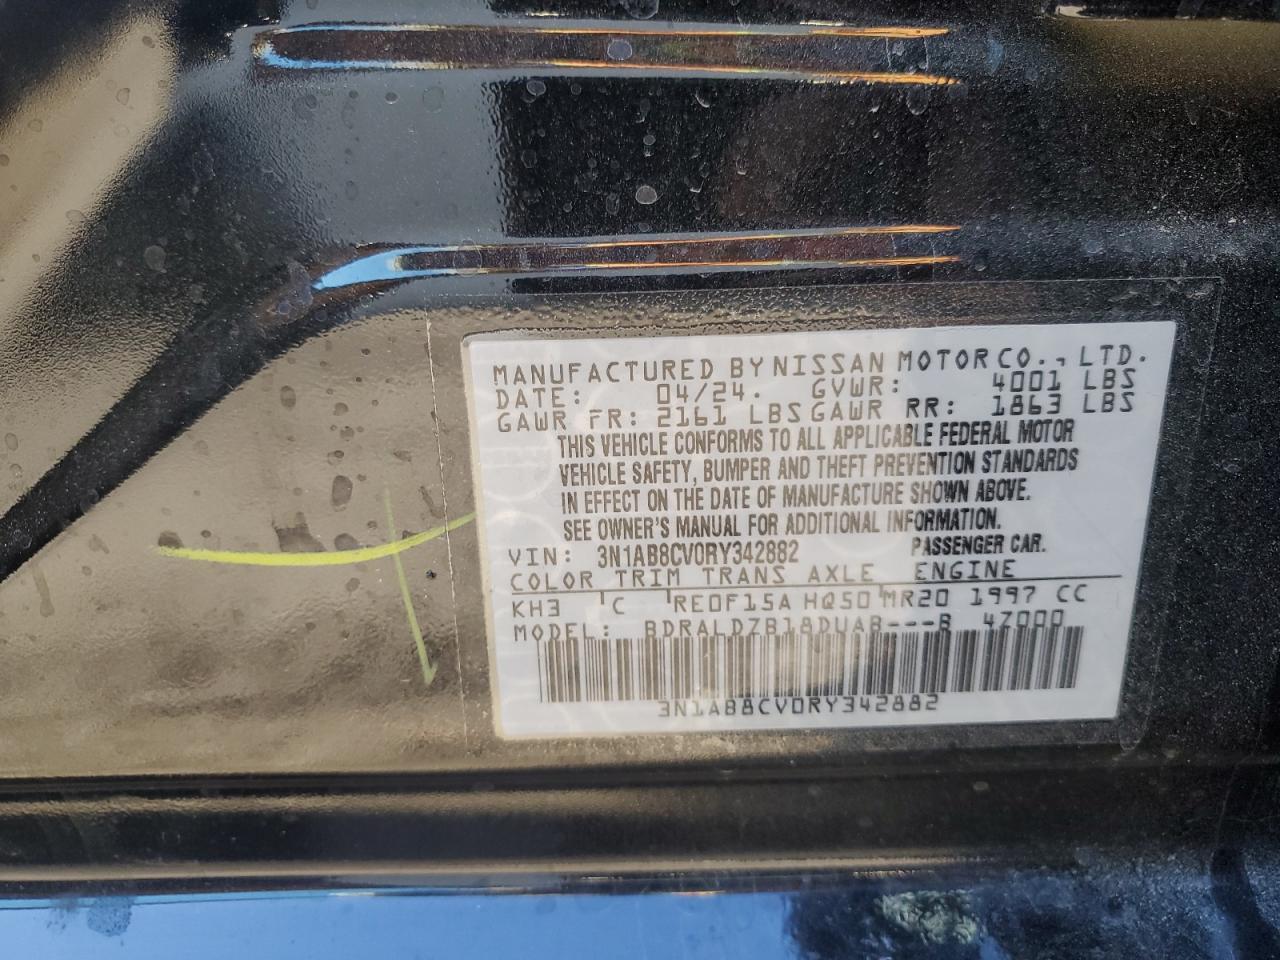 MANUFACTURED BY NISSAN MOTOR CO., LTD.
DATE: 04/24. GVWR: 4001 LBS
GAWR FR: 2161 LBS GAWR RR: 1863 LBS
THIS VEHICLE CONFORMS TO ALL APPLICABLE FEDERAL MOTOR
VEHICLE SAFETY, BUMPER AND THEFT PREVENTION STANDARDS
IN EFFECT ON THE DATE OF MANUFACTURE SHOWN ABOVE.
SEE OWNER'S MANUAL FOR ADDITIONAL INFORMATION.
VIN: 3N1AB8CV0RY342882 PASSENGER CAR.
COLOR TRIM TRANS AXLE ENGINE
KH3 C RE0F15A HQ50 MR20 1997 CC
MODEL: BDRALDZB18DUAB---B 4Z000
3N1AB8CV0RY342882